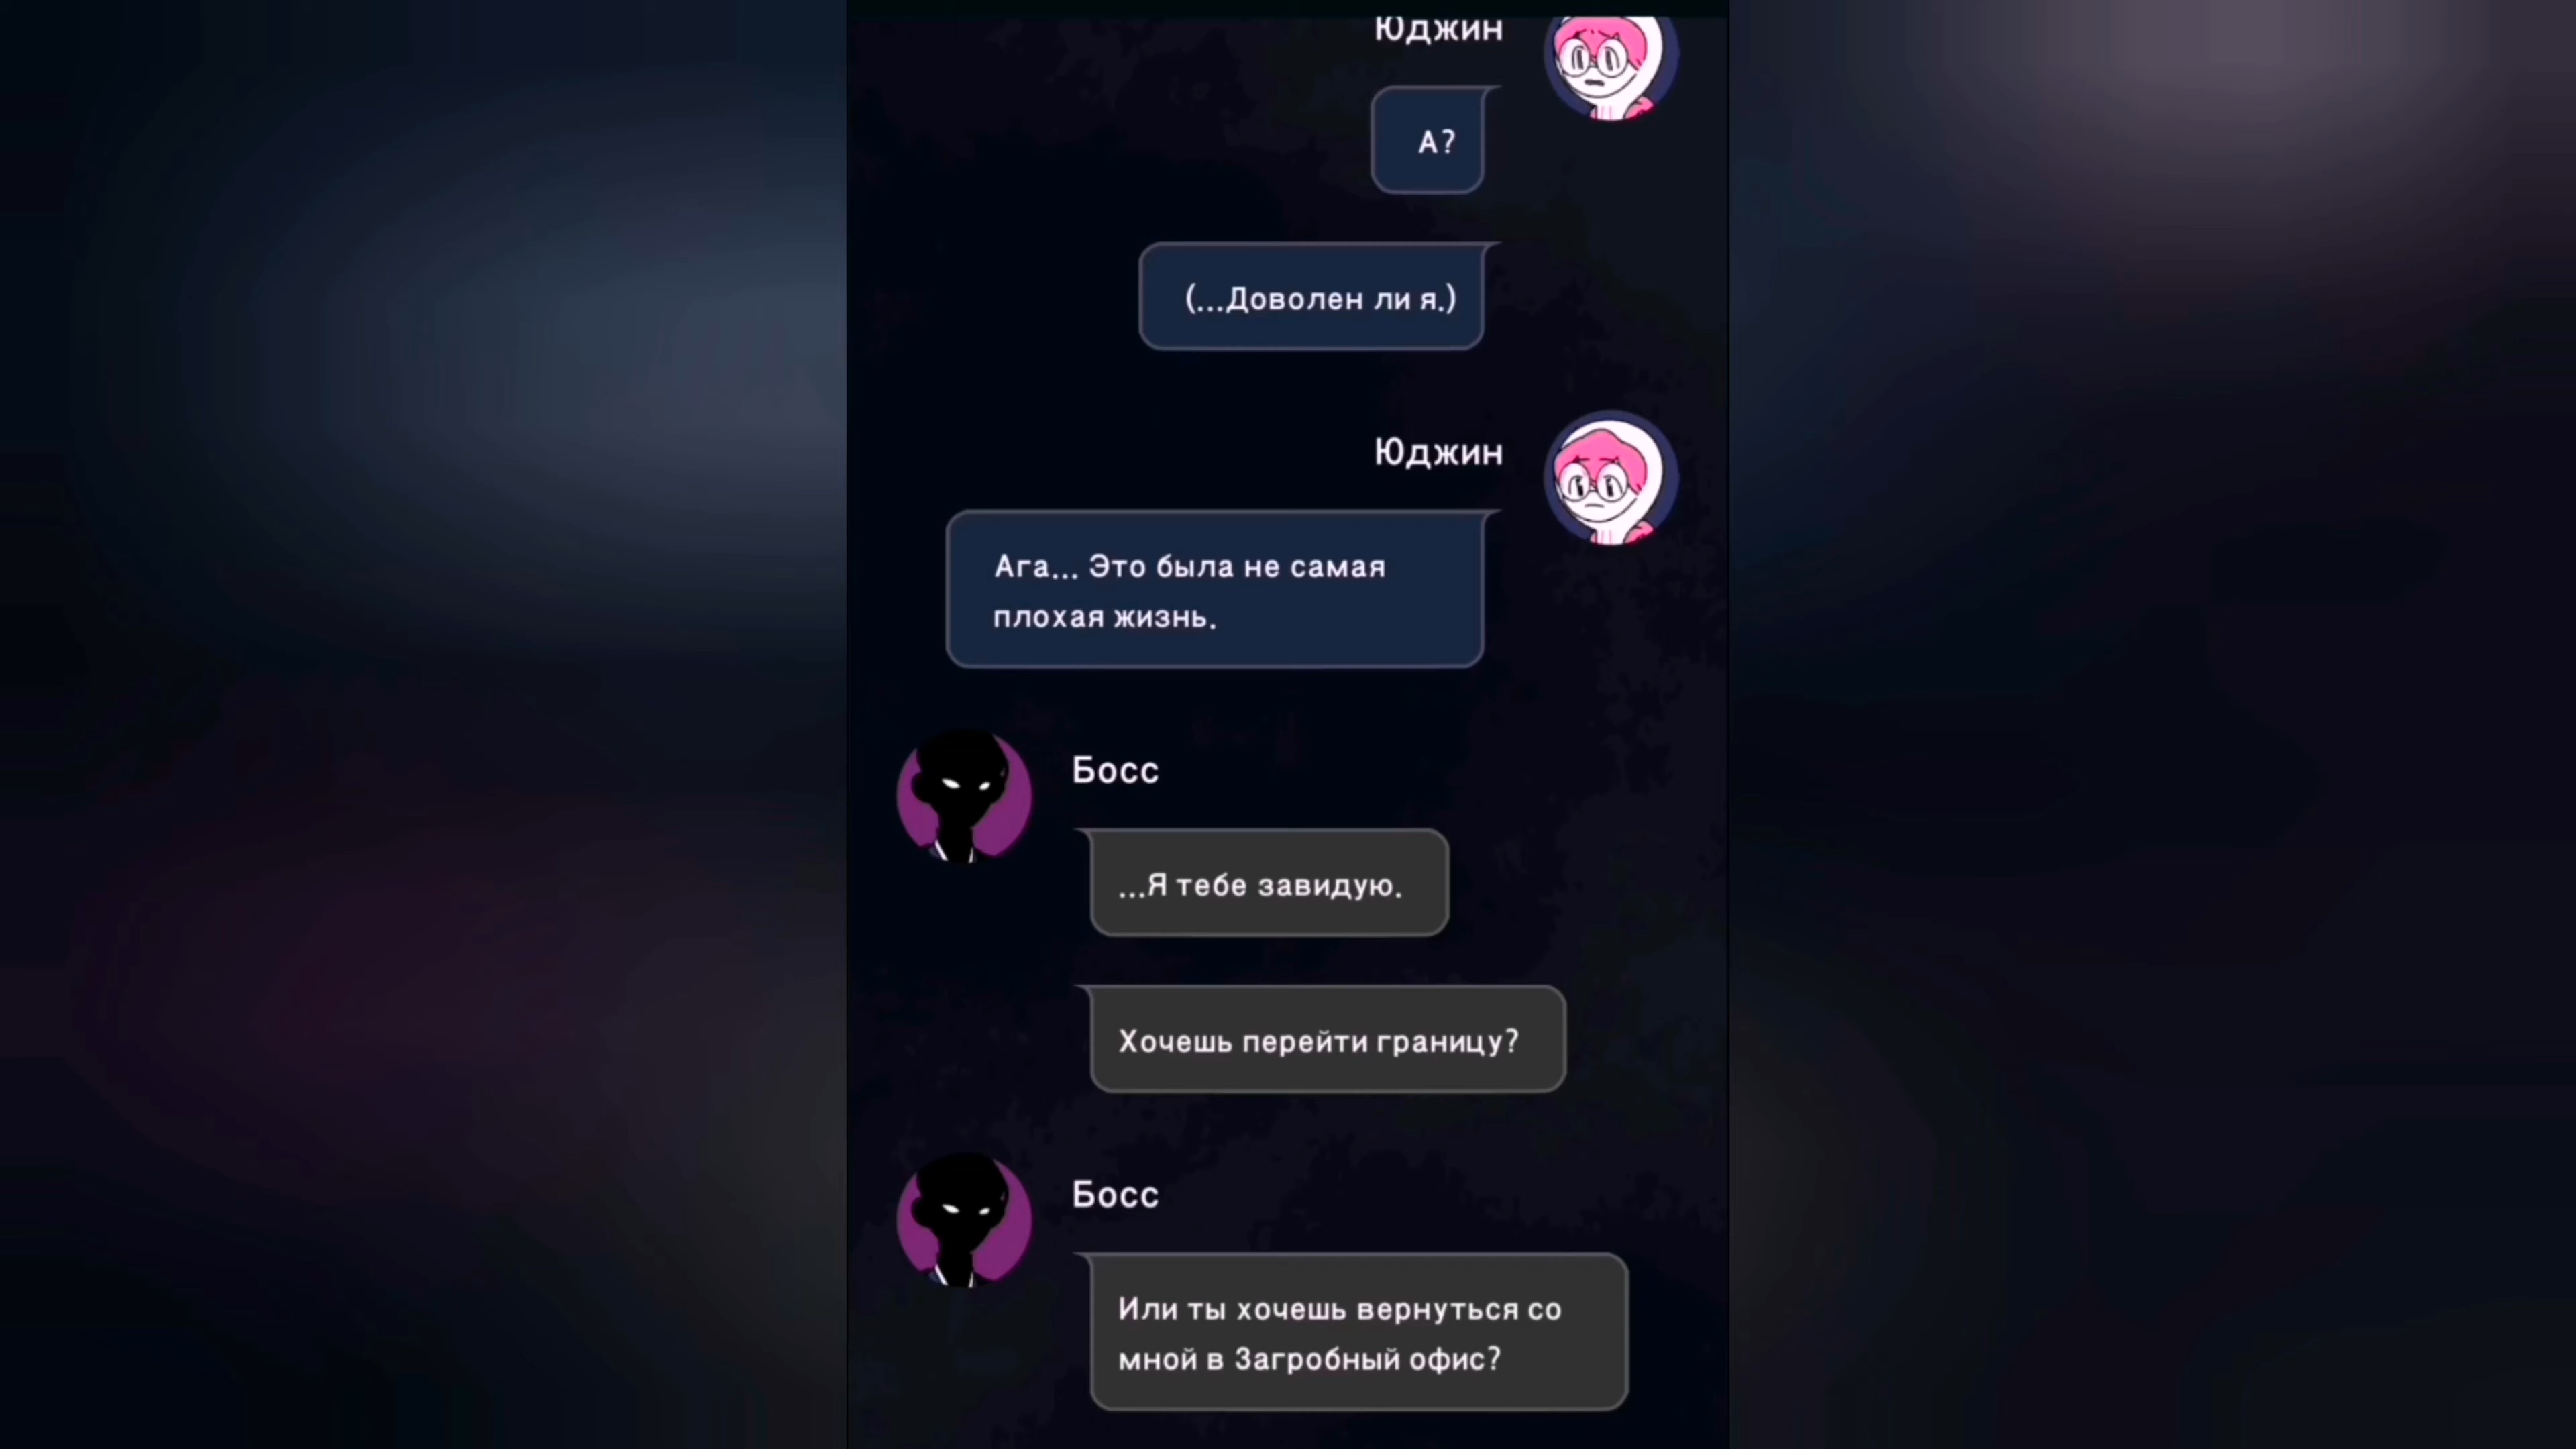 Юджин
А?
(...Доволен ли я.)
Юджин
Ага... Это была не самая
плохая жизнь.
Босс
...Я тебе завидую.
Хочешь перейти границу?
Босс
Или ты хочешь вернуться со
мной в Загробный офис?